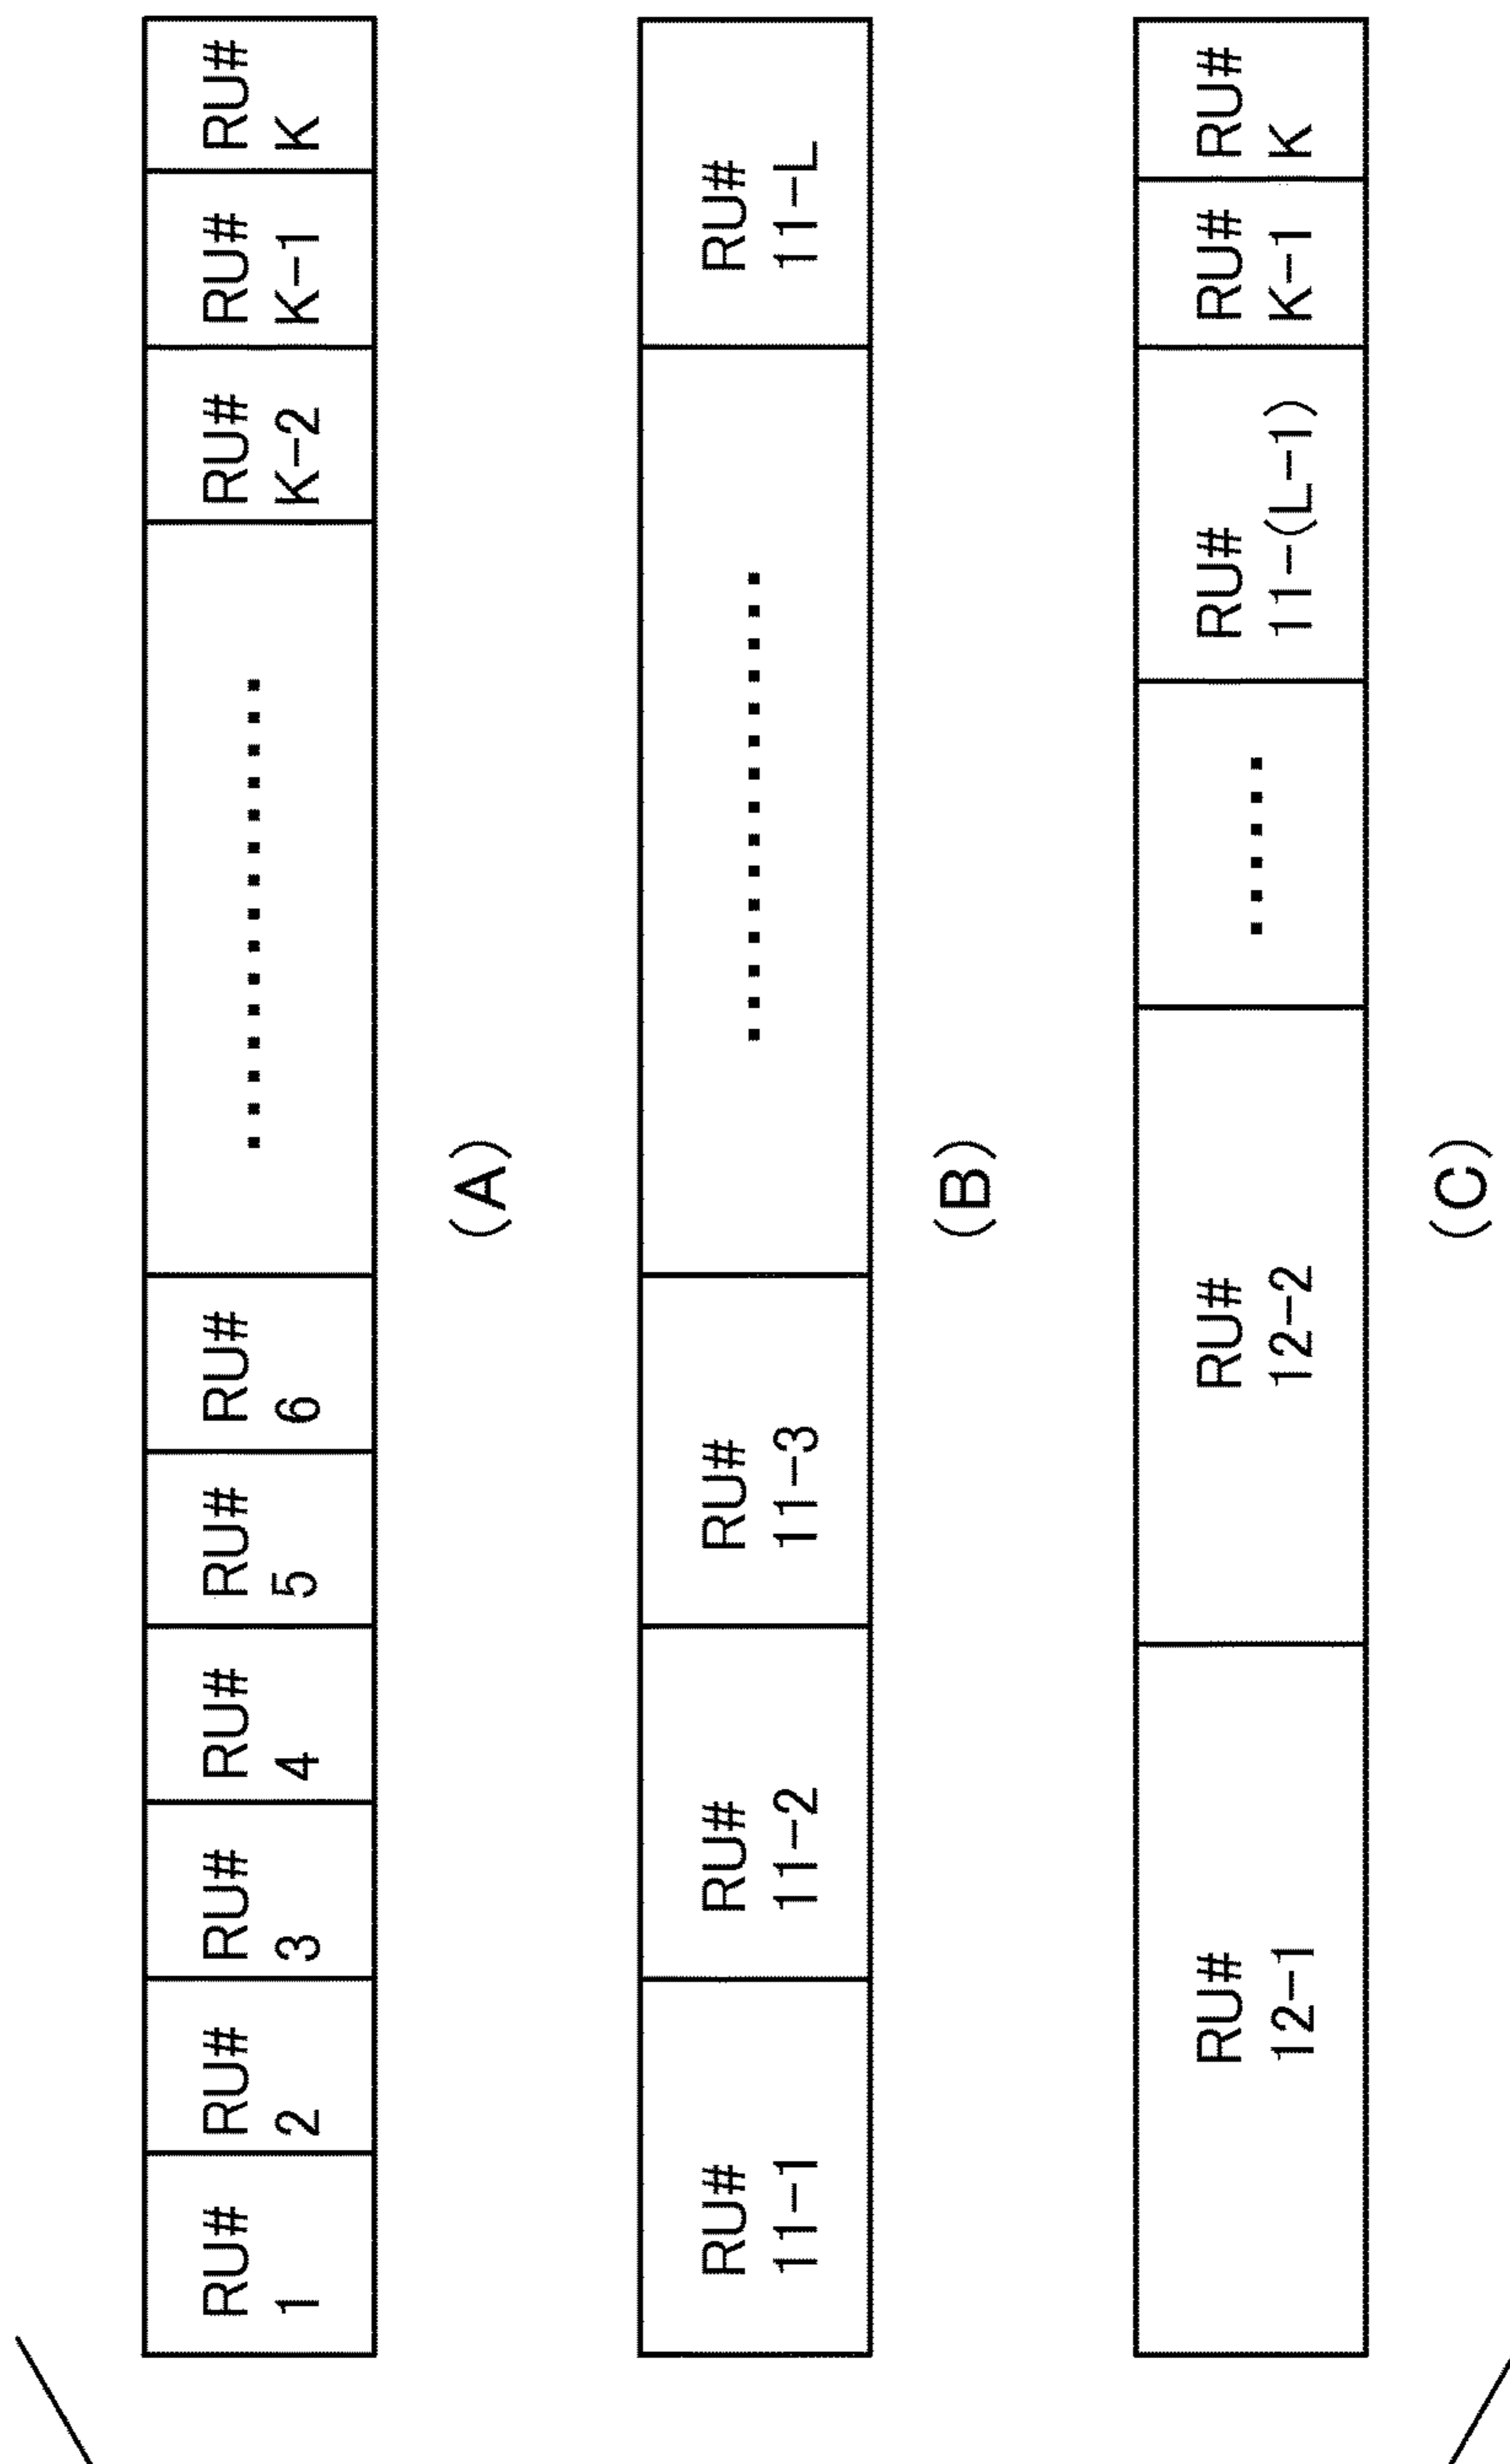 RU#
1
RU#
2
RU#
3
RU#
4
RU#
5
RU#
6
...............
RU#
K-2
RU#
K-1
RU#
K
(A)
RU#
11-1
RU#
11-2
RU#
11-3
...............
RU#
11-L
(B)
RU#
12-1
RU#
12-2
......
RU#
11-(L-1)
RU#
K-1
RU#
K
(C)